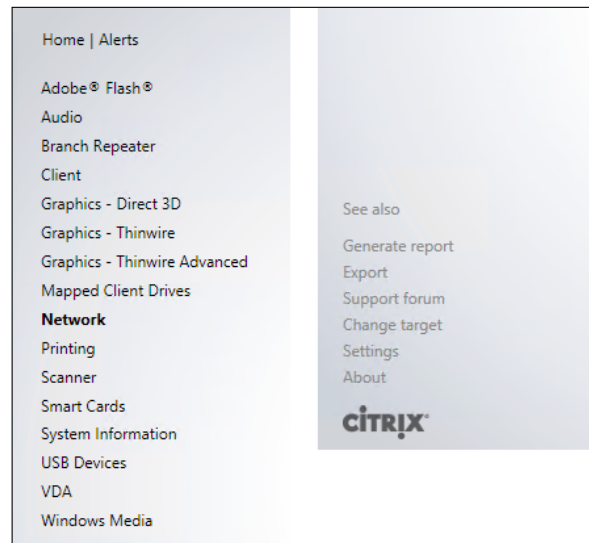 Home | Alerts
Adobe® Flash®
Audio
Branch Repeater
Client
Graphics - Direct 3D
Graphics - Thinwire
Graphics - Thinwire Advanced
Mapped Client Drives
Network
Printing
Scanner
Smart Cards
System Information
USB Devices
VDA
Windows Media
See also
Generate report
Export
Support forum
Change target
Settings
About
CITRIX